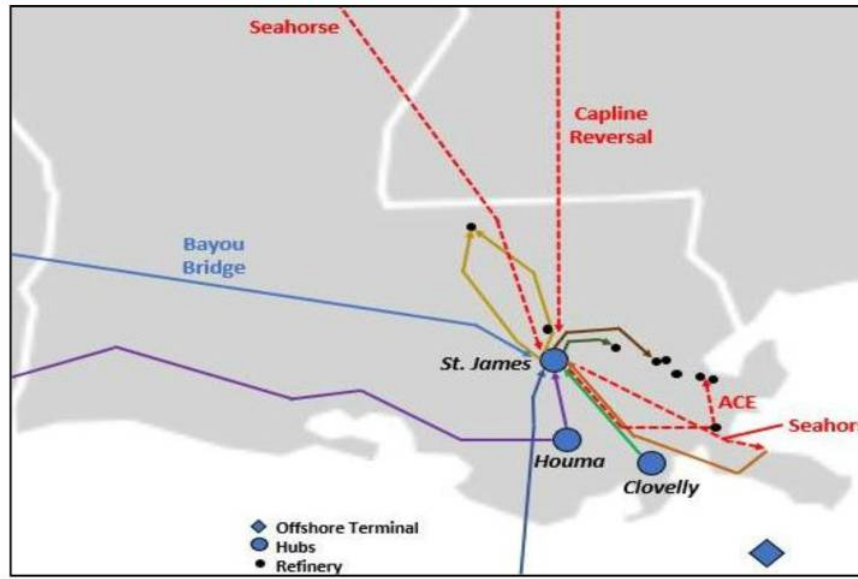 Seahorse
Capline
Reversal
Bayou
Bridge
St. James
ACE
Seahors
Houma
Clovelly
Offshore Terminal
Hubs
Refinery